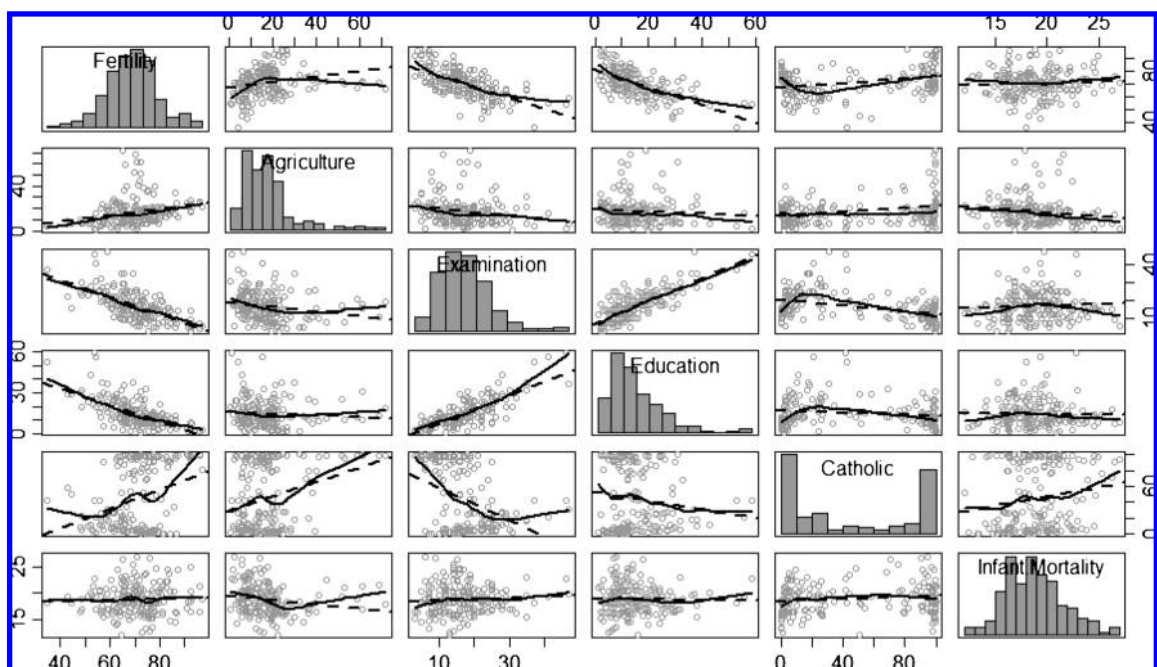 0 20 40 60
0 20 40 60
15 20 25
Fertility
40 80
Agriculture
0 40
Examination
10 40
Education
0 30 60
Catholic
0 60
Infant Mortality
15 25
40 60 80
10 30
0 40 80